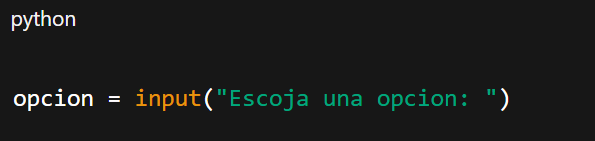 python
opcion = input("Escoja una opcion: ")